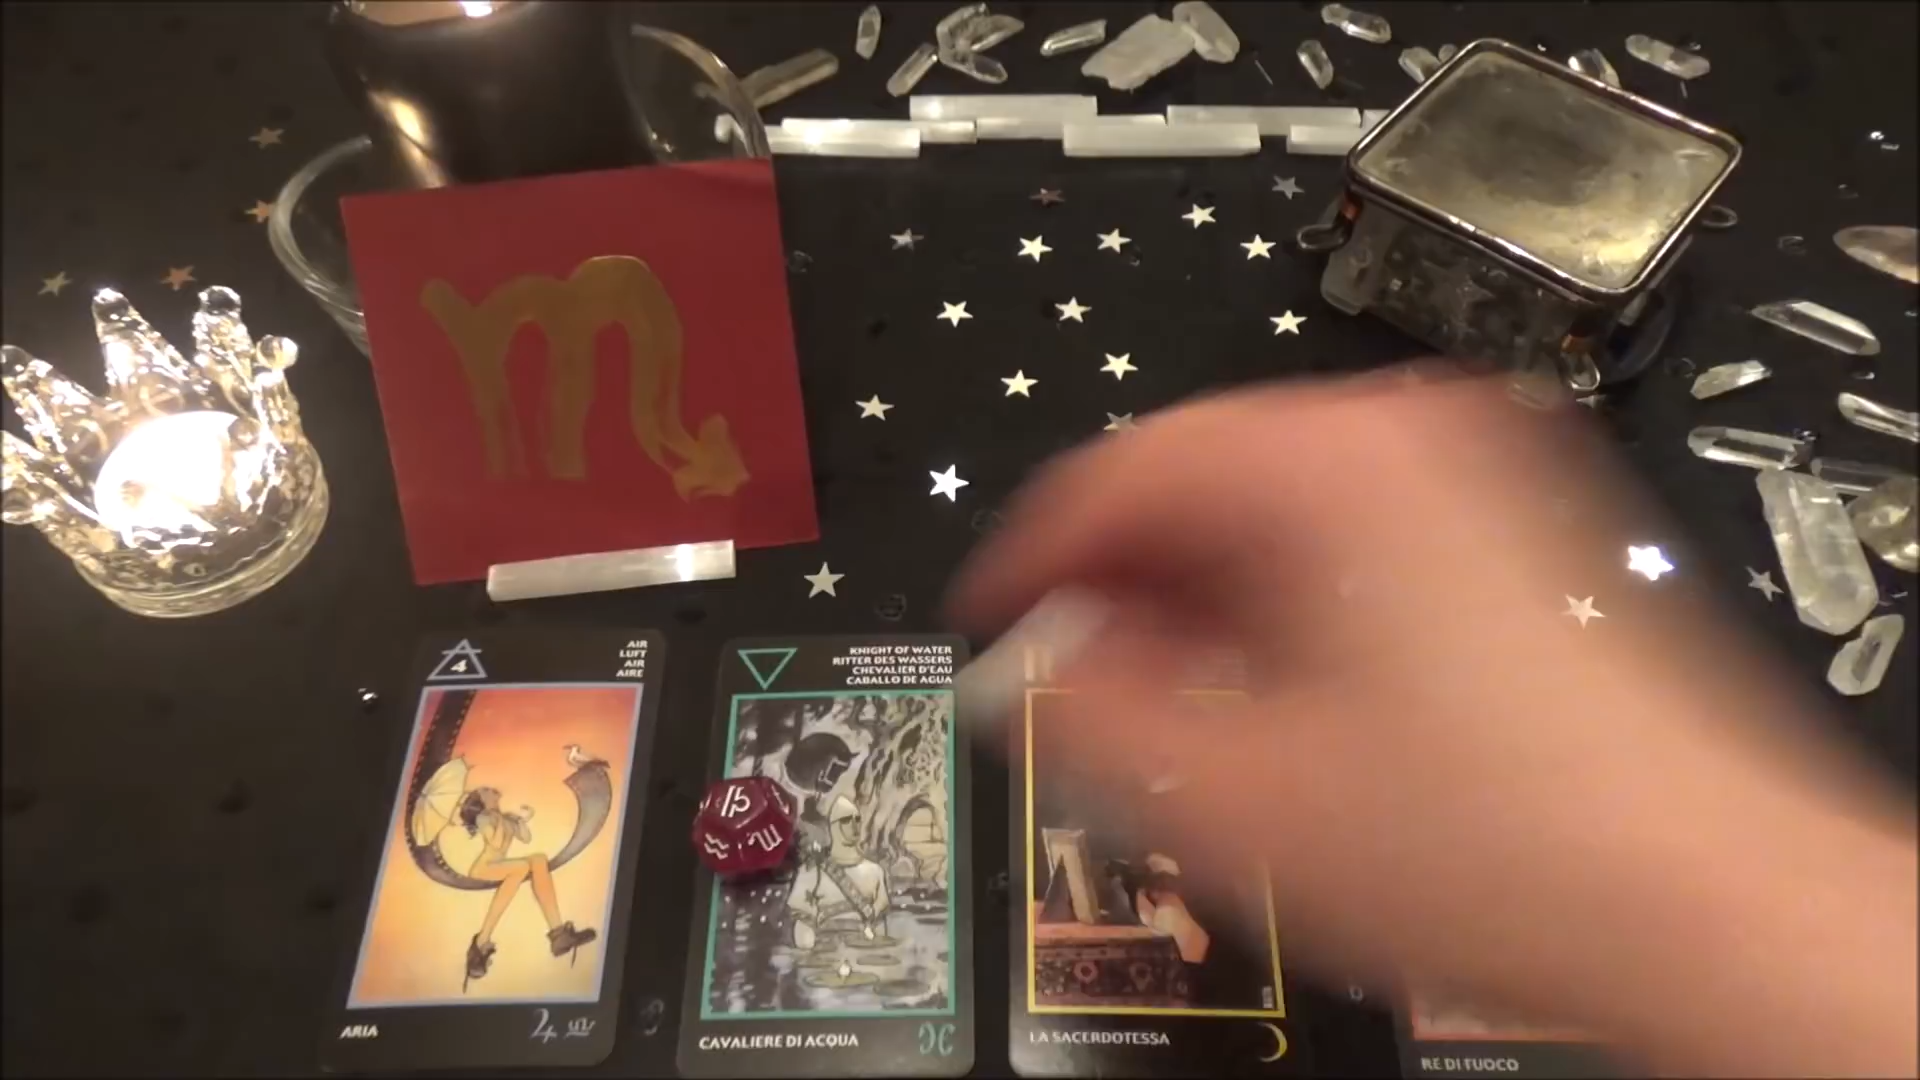 4
AIR
LUFT
AIR
AIRE
ARIA
KNIGHT OF WATER
RITTER DES WASSERS
CHEVALIER D'EAU
CABALLO DE AGUA
CAVALIERE DI ACQUA
LA SACERDOTESSA
RE DI FUOCO